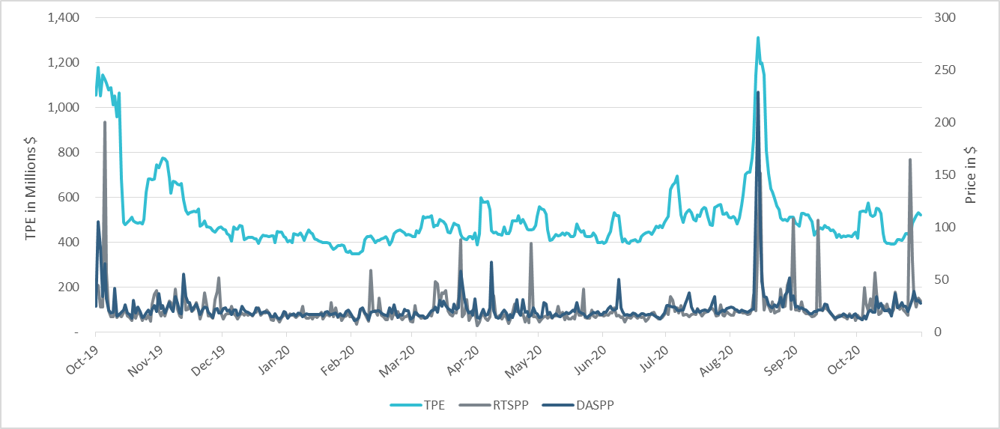 1,400
1,200
1,000
800
600
400
200
-
TPE in Millions $
300
250
200
150
100
50
0
Price in $
Oct-19
Nov-19
Dec-19
Jan-20
Feb-20
Mar-20
Apr-20
May-20
Jun-20
Jul-20
Aug-20
Sep-20
Oct-20
TPE RTSPP DASPP